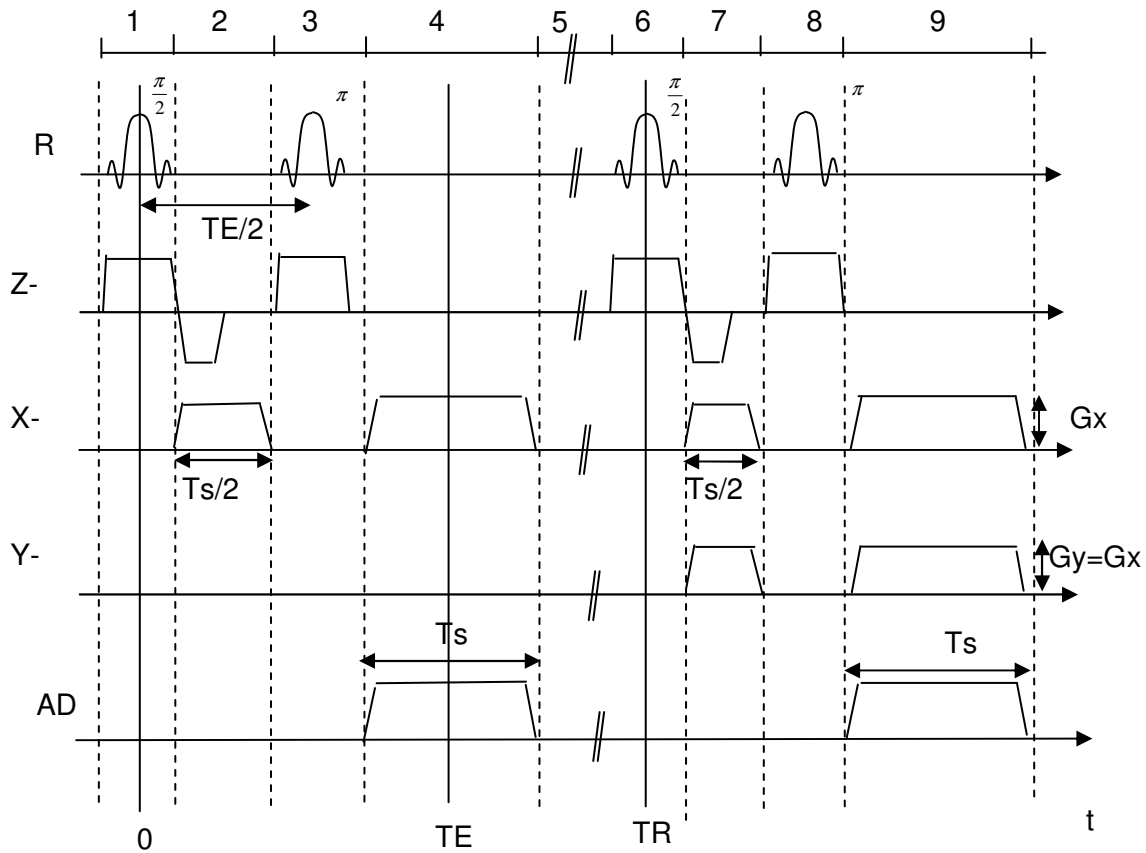 1 2 3 4 5 6 7 8 9
π/2 π π/2 π
R
TE/2
Z-
X- Gx
Ts/2 Ts/2
Y- Gy=Gx
Ts Ts
AD
t
0 TE TR